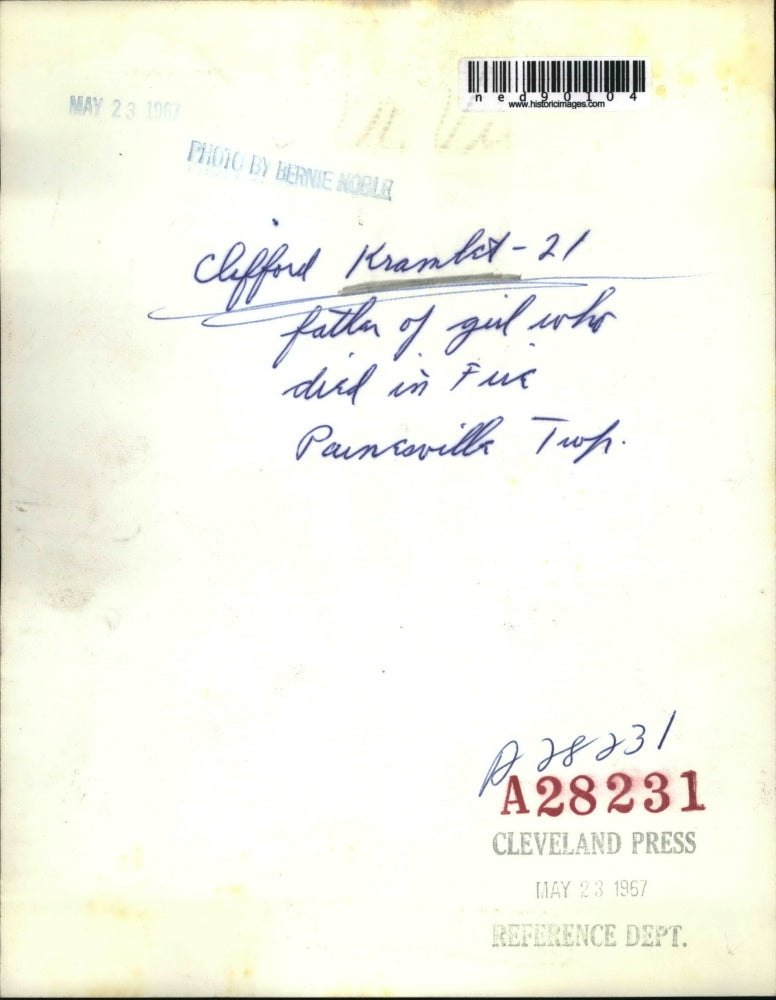 ned90104
www.historicimages.com
MAY 23 1967
PHOTO BY BERNIE NOBLE
Clifford - 21
father of girl who
died in Fire
Painesville Twp.
A28231
A28231
CLEVELAND PRESS
MAY 23 1967
REFERENCE DEPT.